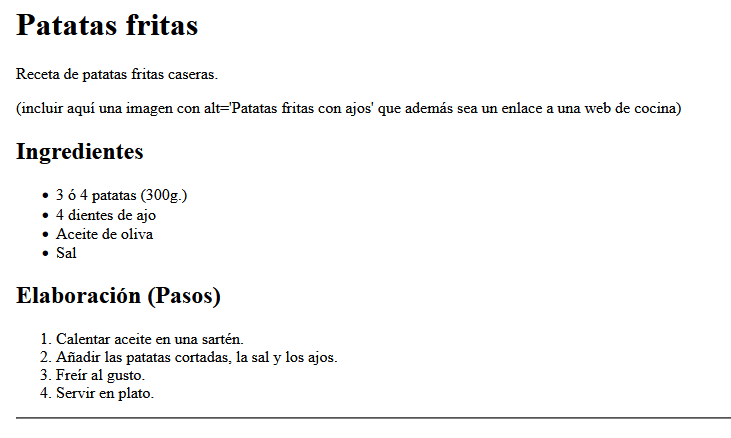 Patatas fritas
Receta de patatas fritas caseras.
(incluir aquí una imagen con alt='Patatas fritas con ajos' que además sea un enlace a una web de cocina)
Ingredientes
• 3 ó 4 patatas (300g.)
• 4 dientes de ajo
• Aceite de oliva
• Sal
Elaboración (Pasos)
1. Calentar aceite en una sartén.
2. Añadir las patatas cortadas, la sal y los ajos.
3. Freír al gusto.
4. Servir en plato.